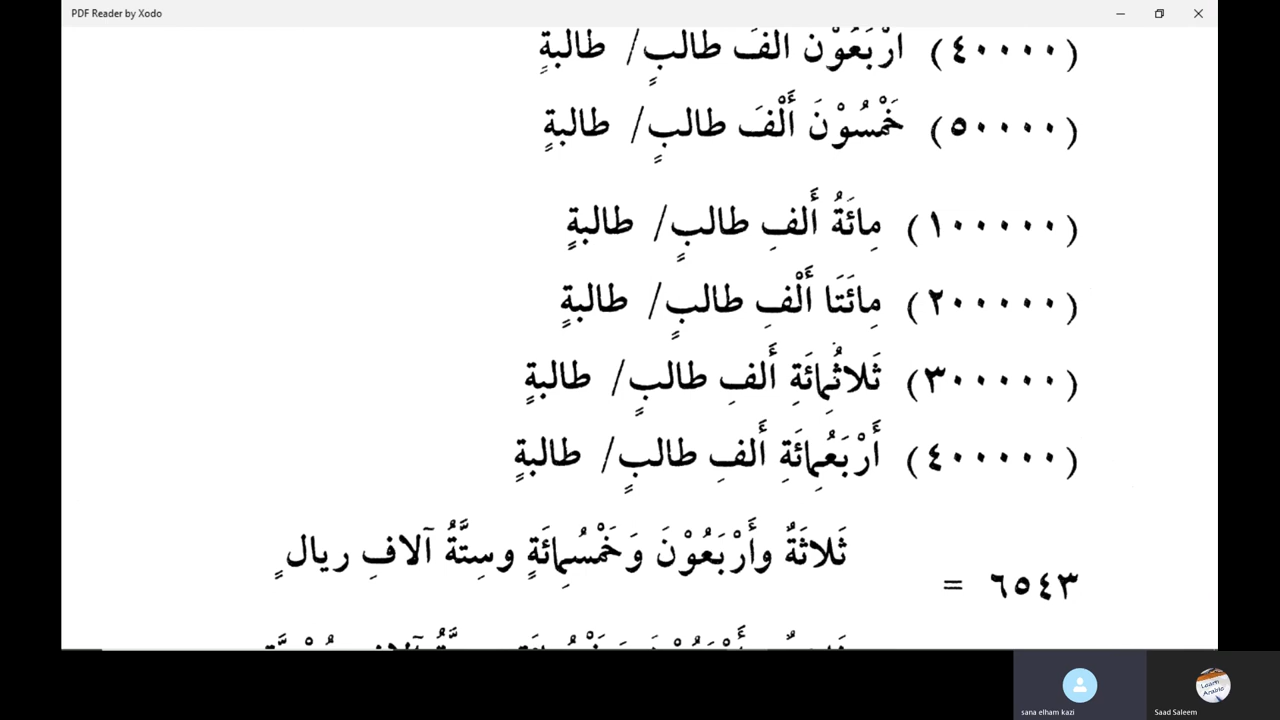 PDF Reader by Xodo
(٤٠٠٠٠) أَرْبَعُوْنَ أَلْفَ طالبٍ/ طالبةٍ
(٥٠٠٠٠) خَمْسُوْنَ أَلْفَ طالبٍ/ طالبةٍ
(١٠٠٠٠٠) مِائَةُ أَلفِ طالبٍ/ طالبةٍ
(٢٠٠٠٠٠) مِائَتَا أَلْفِ طالبٍ/ طالبةٍ
(٣٠٠٠٠٠) ثَلاثُمِائَةِ أَلفِ طالبٍ/ طالبةٍ
(٤٠٠٠٠٠) أَرْبَعُمِائَةِ أَلفِ طالبٍ/ طالبةٍ
٦٥٤٣ = ثَلاثَةٌ وأَرْبَعُوْنَ وَخَمْسُمِائَةٍ وسِتَّةُ آلافِ ريالٍ
sana elham kazi
Learn Arabic
Saad Saleem